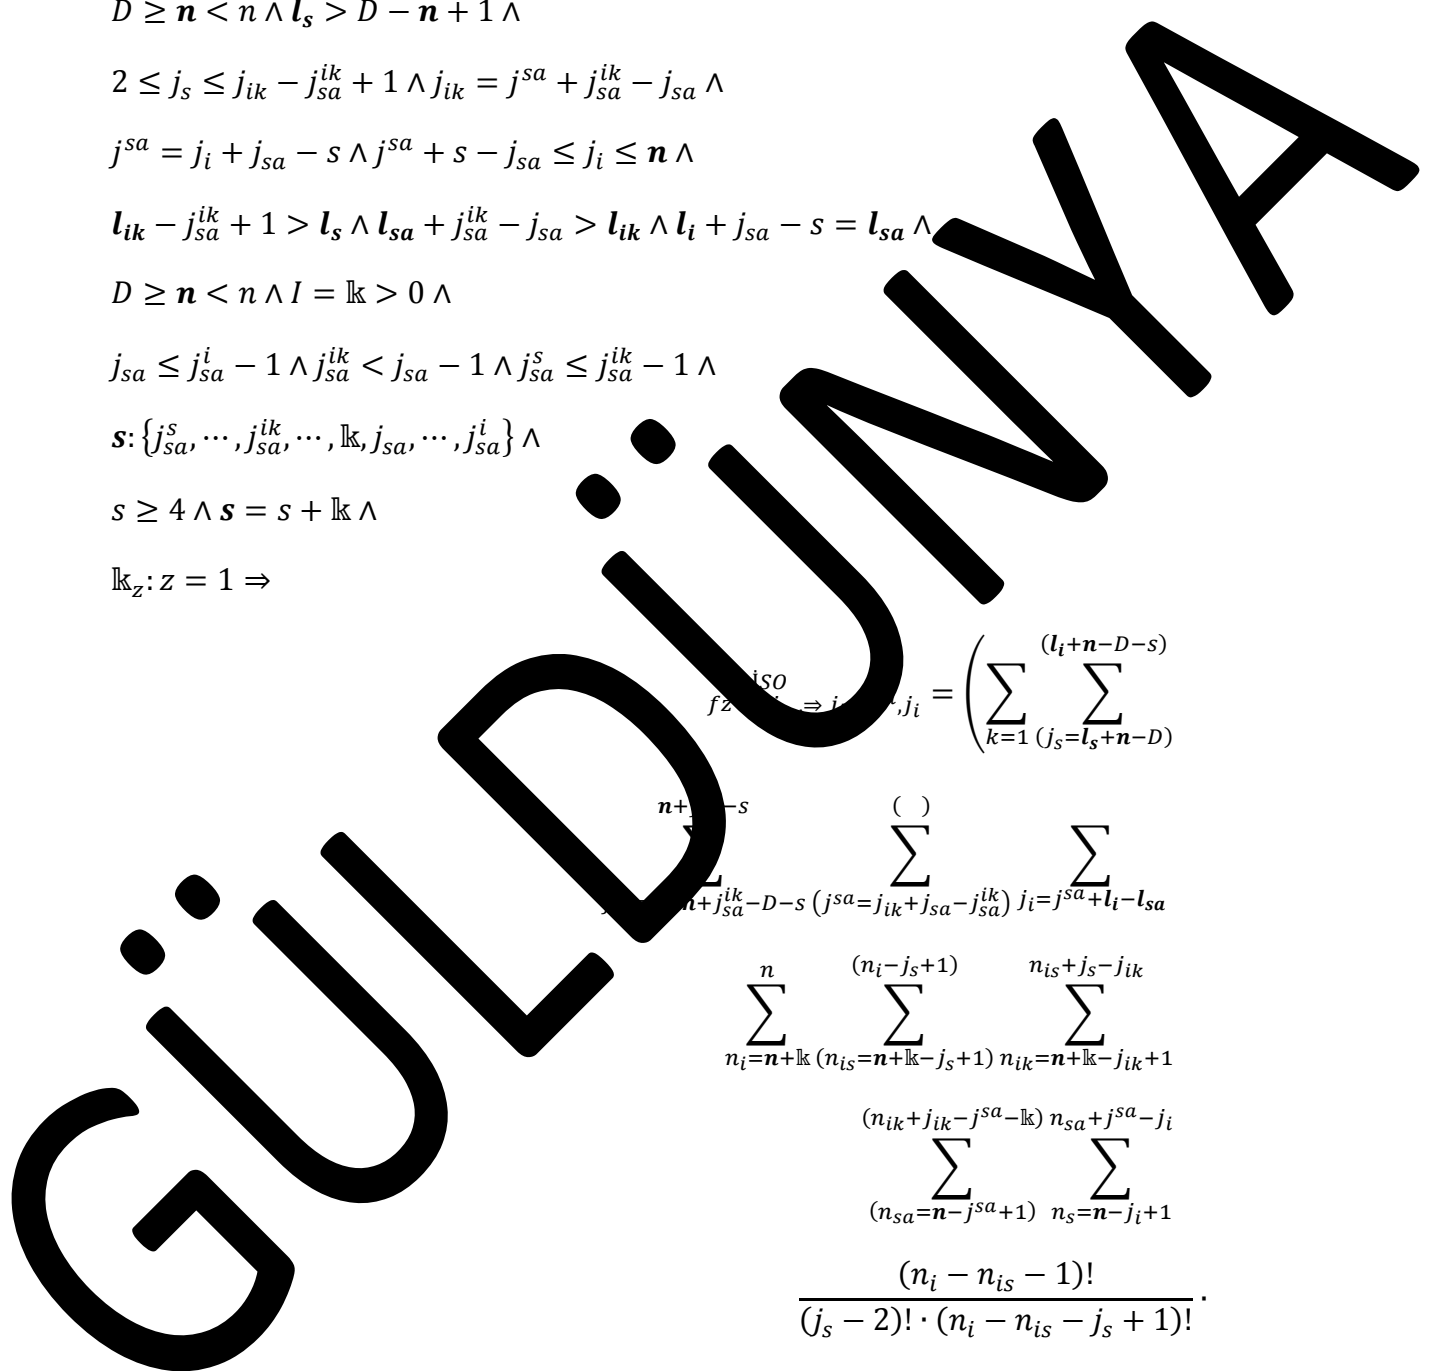 D ≥ 𝒏 < n ∧ 𝒍ₛ > D − 𝒏 + 1 ∧
2 ≤ j_s ≤ j_{ik} − j_{sa}^{ik} + 1 ∧ j_{ik} = j^{sa} + j_{sa}^{ik} − j_{sa} ∧
j^{sa} = j_i + j_{sa} − s ∧ j^{sa} + s − j_{sa} ≤ j_i ≤ 𝒏 ∧
𝒍_{ik} − j_{sa}^{ik} + 1 > 𝒍_s ∧ 𝒍_{sa} + j_{sa}^{ik} − j_{sa} > 𝒍_{ik} ∧ 𝒍_i + j_{sa} − s = 𝒍_{sa} ∧
D ≥ 𝒏 < n ∧ I = 𝕜 > 0 ∧
j_{sa} ≤ j_{sa}^{i} − 1 ∧ j_{sa}^{ik} < j_{sa} − 1 ∧ j_{sa}^{s} ≤ j_{sa}^{ik} − 1 ∧
𝒔: {j_{sa}^{s}, ⋯, j_{sa}^{ik}, ⋯, 𝕜, j_{sa}, ⋯, j_{sa}^{i}} ∧
s ≥ 4 ∧ 𝒔 = s + 𝕜 ∧
𝕜_z: z = 1 ⇒
,j_i = ( ∑_{k=1} ∑_{(j_s=𝒍_s+𝒏−D)}^{(𝒍_i+𝒏−D−s)}
∑_{+j_{sa}^{ik}−D−s} ∑_{(j^{sa}=j_{ik}+j_{sa}−j_{sa}^{ik})}^{( )} ∑_{j_i=j^{sa}+𝒍_i−𝒍_{sa}}
∑_{n_i=𝒏+𝕜}^{n} ∑_{(n_{is}=𝒏+𝕜−j_s+1)}^{(n_i−j_s+1)} ∑_{n_{ik}=𝒏+𝕜−j_{ik}+1}^{n_{is}+j_s−j_{ik}}
∑_{(n_{sa}=𝒏−j^{sa}+1)}^{(n_{ik}+j_{ik}−j^{sa}−𝕜)} ∑_{n_s=𝒏−j_i+1}^{n_{sa}+j^{sa}−j_i}
(n_i − n_{is} − 1)!
(j_s − 2)! · (n_i − n_{is} − j_s + 1)! ·
GÜLDÜNYA